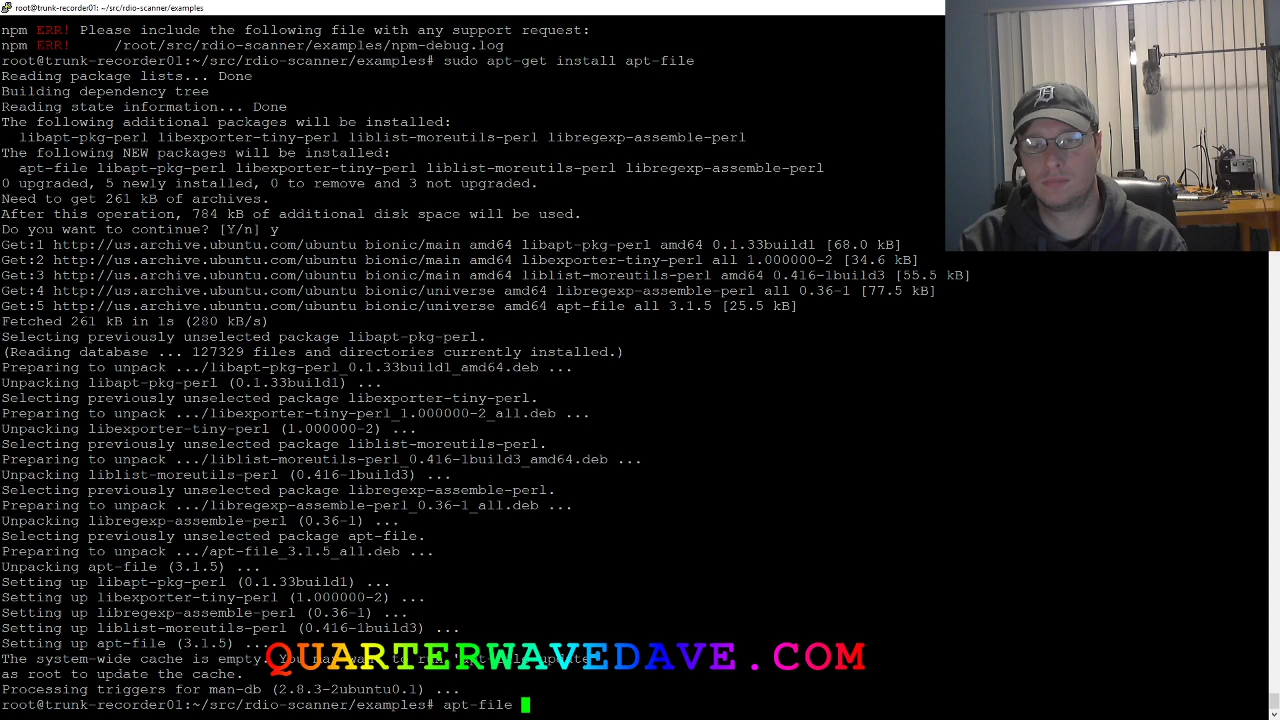 root@trunk-recorder01: ~/src/rdio-scanner/examples
npm ERR! Please include the following file with any support request:
npm ERR!     /root/src/rdio-scanner/examples/npm-debug.log
root@trunk-recorder01:~/src/rdio-scanner/examples# sudo apt-get install apt-file
Reading package lists... Done
Building dependency tree
Reading state information... Done
The following additional packages will be installed:
  libapt-pkg-perl libexporter-tiny-perl liblist-moreutils-perl libregexp-assemble-perl
The following NEW packages will be installed:
  apt-file libapt-pkg-perl libexporter-tiny-perl liblist-moreutils-perl libregexp-assemble-perl
0 upgraded, 5 newly installed, 0 to remove and 3 not upgraded.
Need to get 261 kB of archives.
After this operation, 784 kB of additional disk space will be used.
Do you want to continue? [Y/n] y
Get:1 http://us.archive.ubuntu.com/ubuntu bionic/main amd64 libapt-pkg-perl amd64 0.1.33build1 [68.0 kB]
Get:2 http://us.archive.ubuntu.com/ubuntu bionic/main amd64 libexporter-tiny-perl all 1.000000-2 [34.6 kB]
Get:3 http://us.archive.ubuntu.com/ubuntu bionic/main amd64 liblist-moreutils-perl amd64 0.416-1build3 [55.5 kB]
Get:4 http://us.archive.ubuntu.com/ubuntu bionic/universe amd64 libregexp-assemble-perl all 0.36-1 [77.5 kB]
Get:5 http://us.archive.ubuntu.com/ubuntu bionic/universe amd64 apt-file all 3.1.5 [25.5 kB]
Fetched 261 kB in 1s (280 kB/s)
Selecting previously unselected package libapt-pkg-perl.
(Reading database ... 127329 files and directories currently installed.)
Preparing to unpack .../libapt-pkg-perl_0.1.33build1_amd64.deb ...
Unpacking libapt-pkg-perl (0.1.33build1) ...
Selecting previously unselected package libexporter-tiny-perl.
Preparing to unpack .../libexporter-tiny-perl_1.000000-2_all.deb ...
Unpacking libexporter-tiny-perl (1.000000-2) ...
Selecting previously unselected package liblist-moreutils-perl.
Preparing to unpack .../liblist-moreutils-perl_0.416-1build3_amd64.deb ...
Unpacking liblist-moreutils-perl (0.416-1build3) ...
Selecting previously unselected package libregexp-assemble-perl.
Preparing to unpack .../libregexp-assemble-perl_0.36-1_all.deb ...
Unpacking libregexp-assemble-perl (0.36-1) ...
Selecting previously unselected package apt-file.
Preparing to unpack .../apt-file_3.1.5_all.deb ...
Unpacking apt-file (3.1.5) ...
Setting up libapt-pkg-perl (0.1.33build1) ...
Setting up libexporter-tiny-perl (1.000000-2) ...
Setting up libregexp-assemble-perl (0.36-1) ...
Setting up liblist-moreutils-perl (0.416-1build3) ...
Setting up apt-file (3.1.5) ...
The system-wide cache is empty. You may update
QUARTERWAVEDAVE.COM
as root to update the cache.
Processing triggers for man-db (2.8.3-2ubuntu0.1) ...
root@trunk-recorder01:~/src/rdio-scanner/examples# apt-file